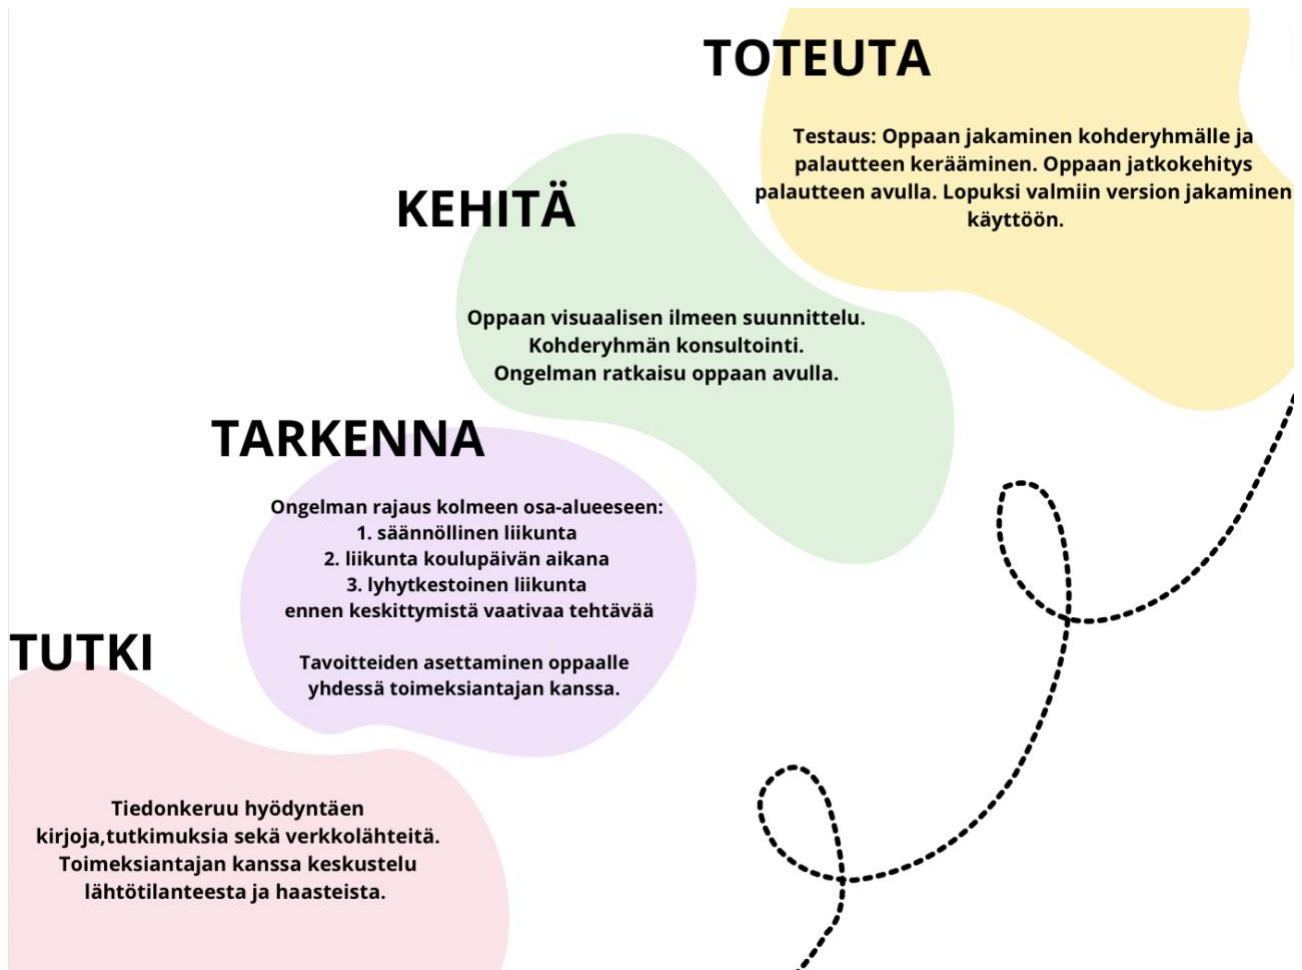 TOTEUTA
Testaus: Oppaan jakaminen kohderyhmälle ja
palautteen kerääminen. Oppaan jatkokehitys
palautteen avulla. Lopuksi valmiin version jakaminen
käyttöön.
KEHITÄ
Oppaan visuaalisen ilmeen suunnittelu.
Kohderyhmän konsultointi.
Ongelman ratkaisu oppaan avulla.
TARKENNA
Ongelman rajaus kolmeen osa-alueeseen:
1. säännöllinen liikunta
2. liikunta koulupäivän aikana
3. lyhytkestoinen liikunta
ennen keskittymistä vaativaa tehtävää
Tavoitteiden asettaminen oppaalle
yhdessä toimeksiantajan kanssa.
TUTKI
Tiedonkeruu hyödyntäen
kirjoja,tutkimuksia sekä verkkolähteitä.
Toimeksiantajan kanssa keskustelu
lähtötilanteesta ja haasteista.